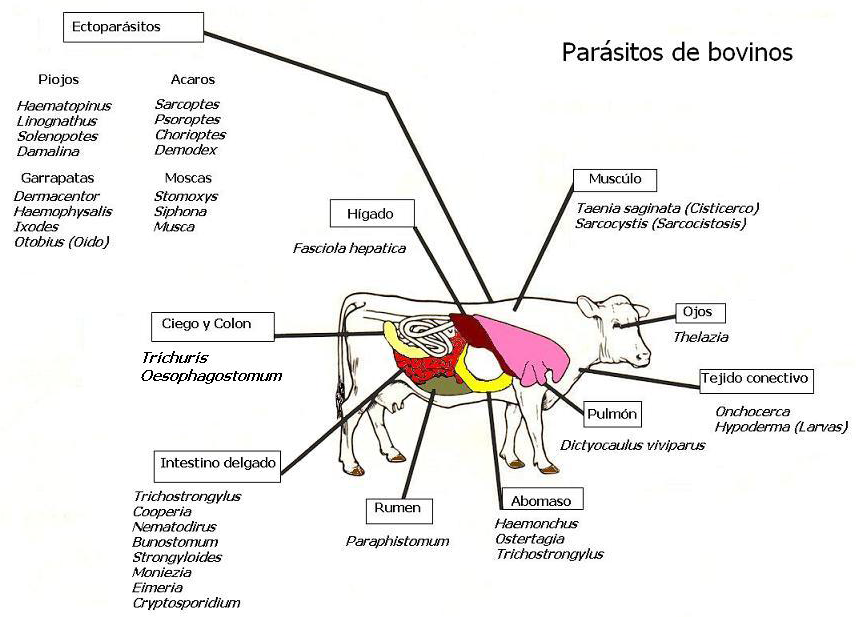 Ectoparásitos
Parásitos de bovinos
Piojos
Haematopinus
Linognathus
Solenopotes
Damalina
Acaros
Sarcoptes
Psoroptes
Chorioptes
Demodex
Garrapatas
Dermacentor
Haemophysalis
Ixodes
Otobius (Oido)
Moscas
Stomoxys
Siphona
Musca
Muscúlo
Taenia saginata (Cisticerco)
Sarcocystis (Sarcocistosis)
Hígado
Fasciola hepatica
Ojos
Thelazia
Ciego y Colon
Trichuris
Oesophagostomum
Tejido conectivo
Onchocerca
Hypoderma (Larvas)
Pulmón
Dictyocaulus viviparus
Intestino delgado
Trichostrongylus
Cooperia
Nematodirus
Bunostomum
Strongyloides
Moniezia
Eimeria
Cryptosporidium
Rumen
Paraphistomum
Abomaso
Haemonchus
Ostertagia
Trichostrongylus